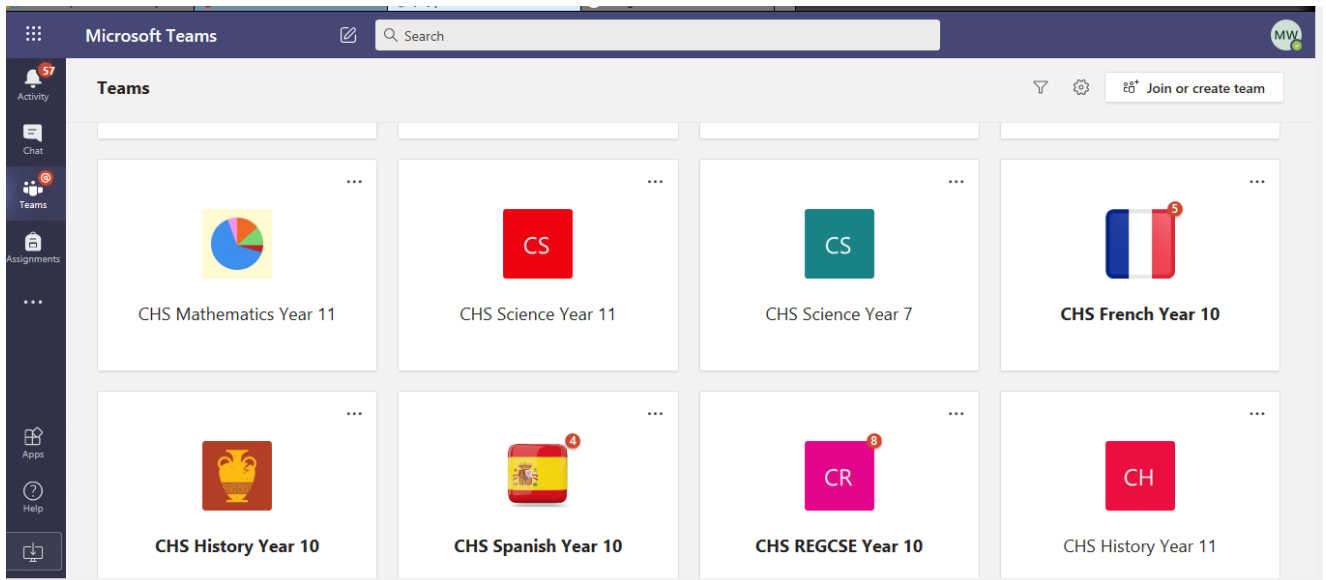 Microsoft Teams
Search
MW
57
Activity
Teams
Join or create team
Chat
@
Teams
Assignments
CS
CS
5
CHS Mathematics Year 11
CHS Science Year 11
CHS Science Year 7
CHS French Year 10
4
8
CR
CH
Apps
Help
CHS History Year 10
CHS Spanish Year 10
CHS REGCSE Year 10
CHS History Year 11